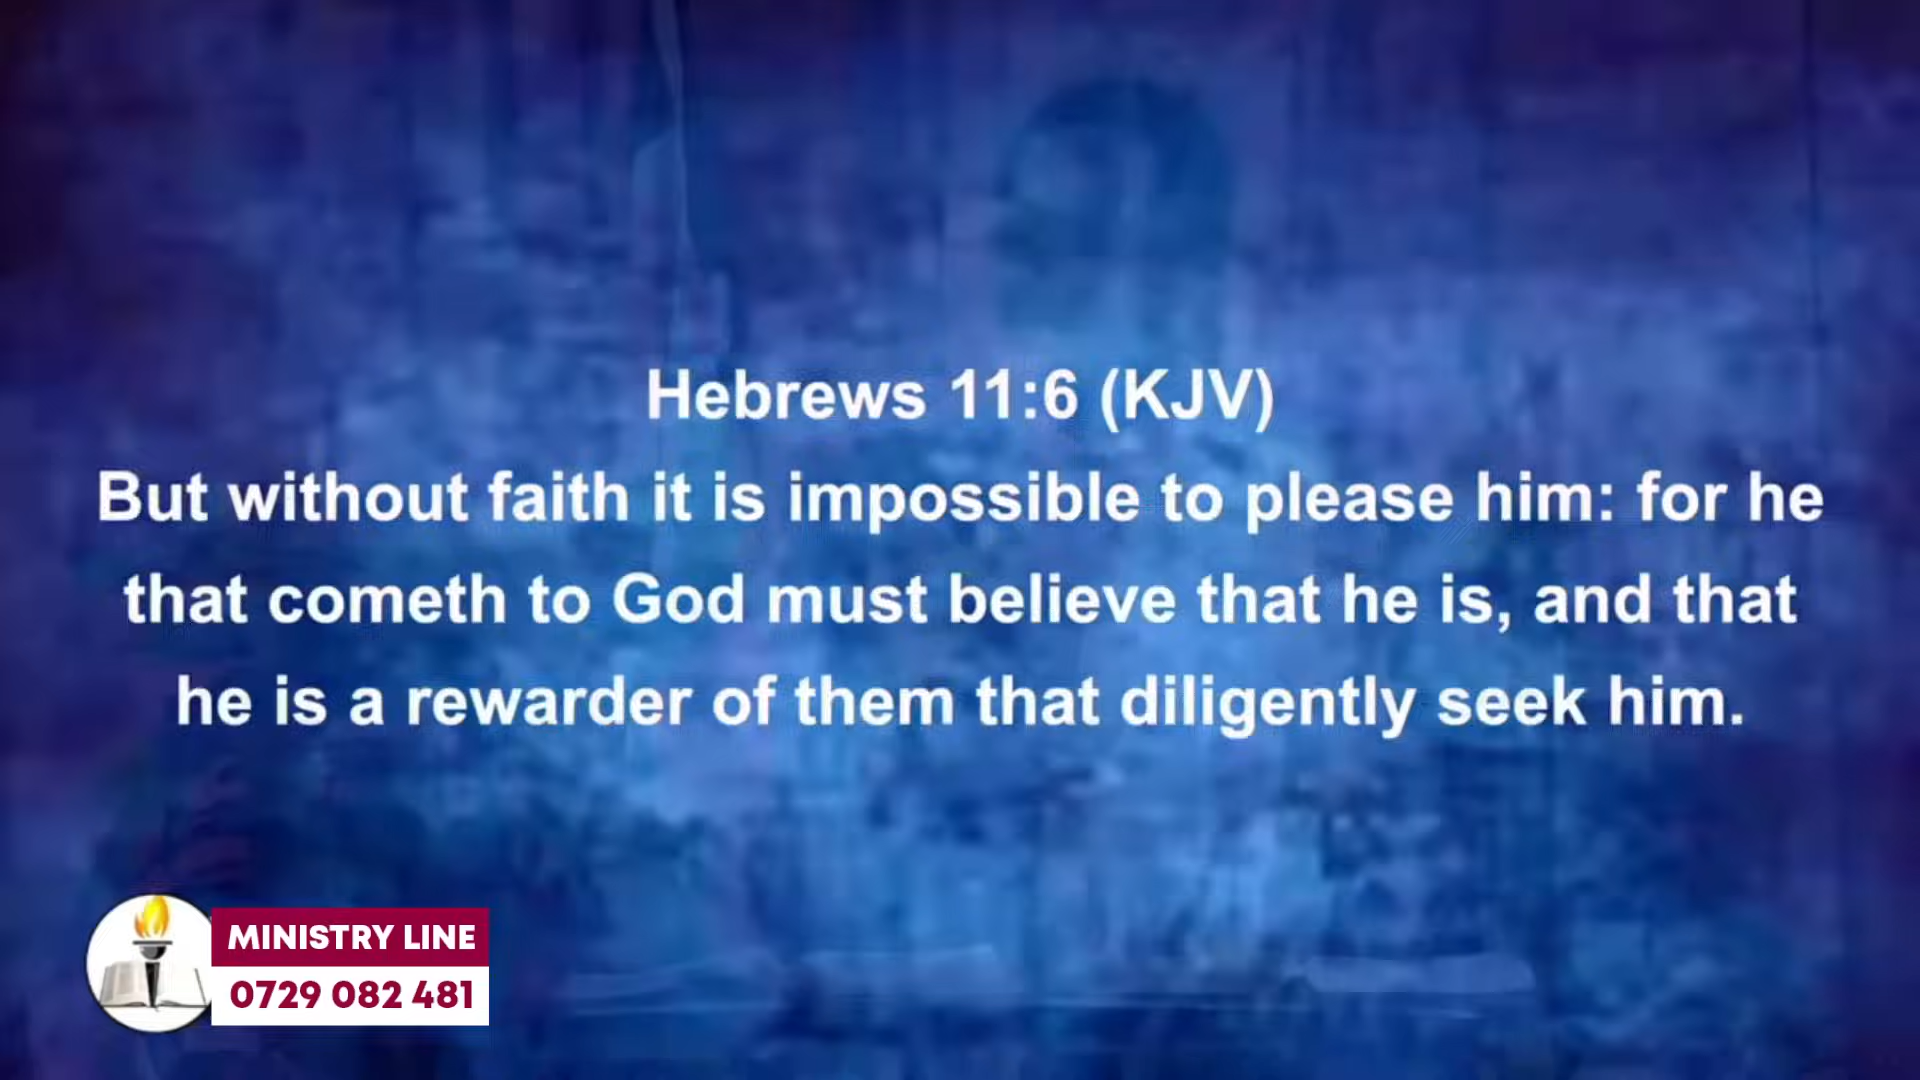 Hebrews 11:6 (KJV)
But without faith it is impossible to please him: for he
that cometh to God must believe that he is, and that
he is a rewarder of them that diligently seek him.
MINISTRY LINE
0729 082 481